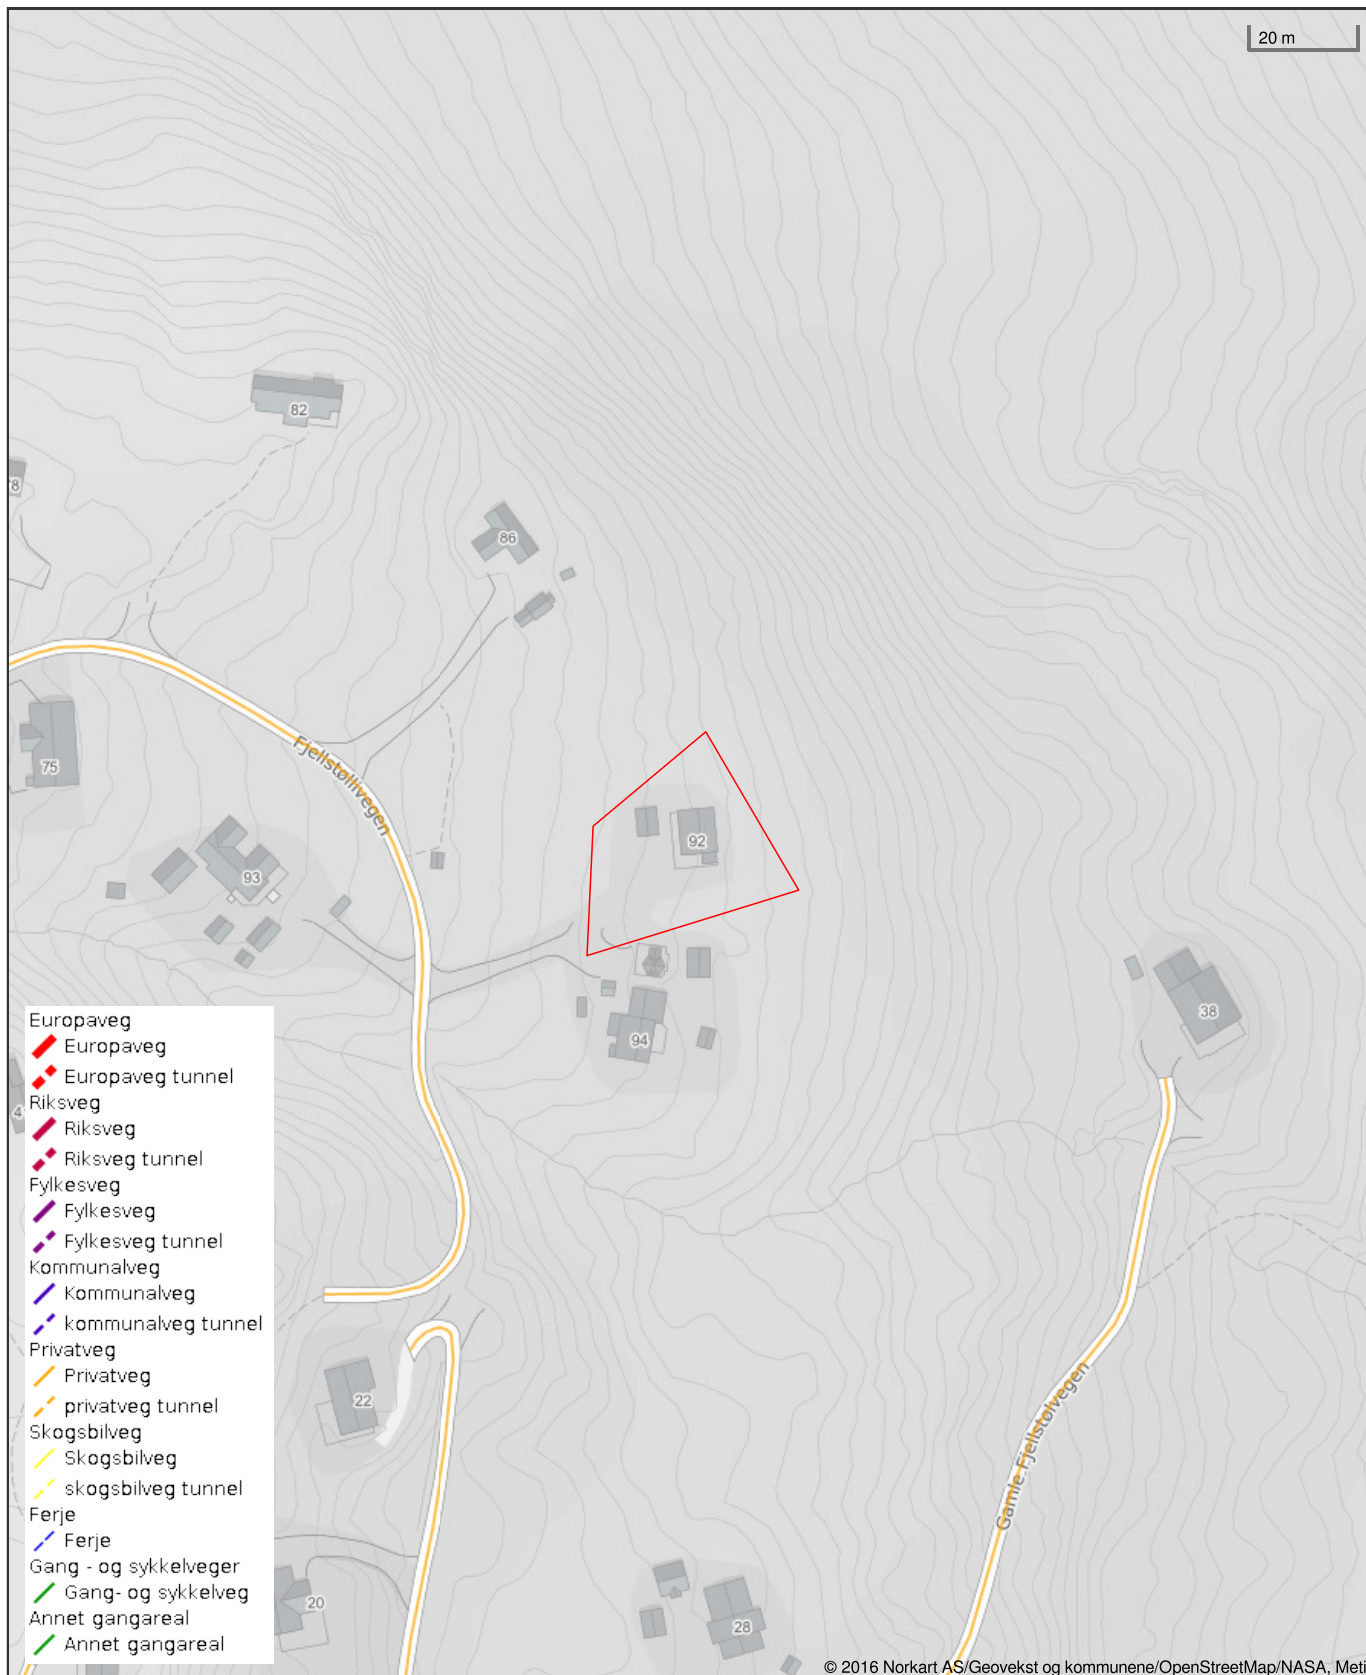 20 m
82
78
86
Fjellstøllivegen
75
92
93
38
94
4
Europaveg
Europaveg
Europaveg tunnel
Riksveg
Riksveg
Riksveg tunnel
Fylkesveg
Fylkesveg
Fylkesveg tunnel
Kommunalveg
Kommunalveg
kommunalveg tunnel
Privatveg
Privatveg
privatveg tunnel
Skogsbilveg
Skogsbilveg
skogsbilveg tunnel
Ferje
Ferje
Gang - og sykkelveger
Gang- og sykkelveg
Annet gangareal
Annet gangareal
22
Gamle Fjellstølvegen
20
28
© 2016 Norkart AS/Geovekst og kommunene/OpenStreetMap/NASA, Meti